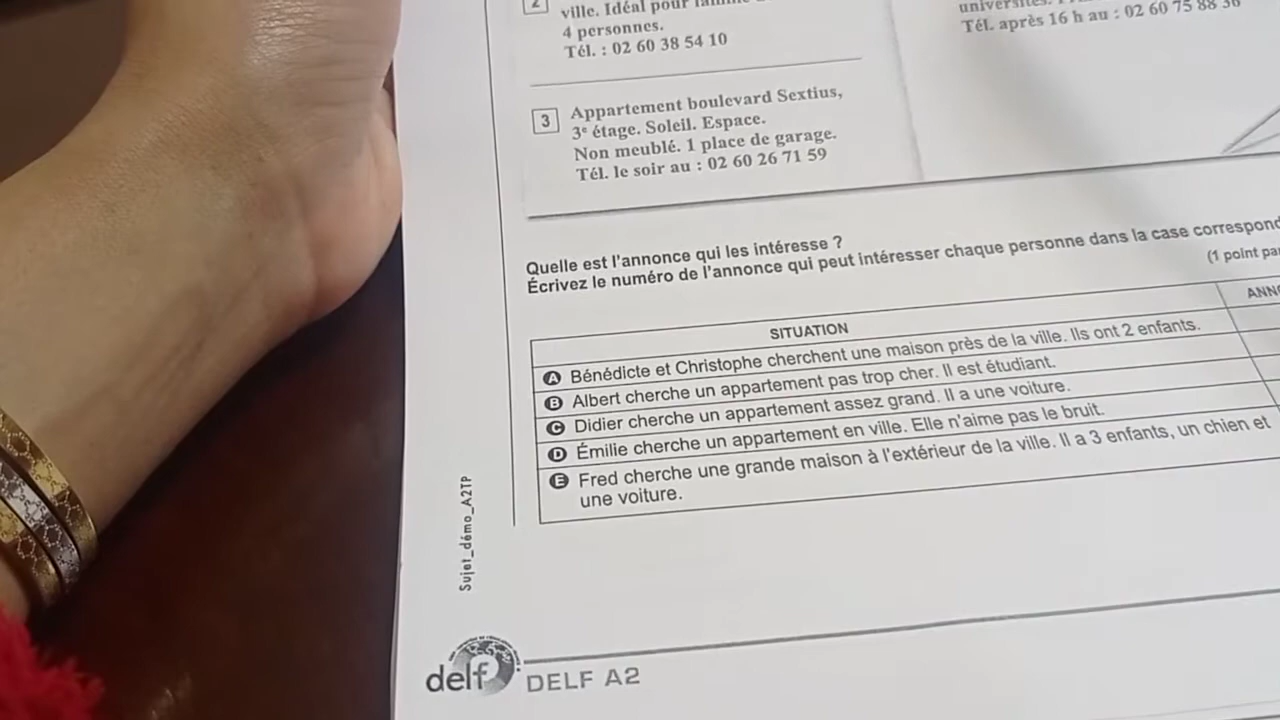 2
ville. Idéal pour
4 personnes.
Tél. : 02 60 38 54 10
3
Appartement boulevard Sextius,
3e étage. Soleil. Espace.
Non meublé. 1 place de garage.
Tél. le soir au : 02 60 26 71 59
Tél. après 16 h au : 02 60 75 88 36
Quelle est l'annonce qui les intéresse ?
Écrivez le numéro de l'annonce qui peut intéresser chaque personne dans la case correspond
(1 point par
SITUATION
ANNO
A Bénédicte et Christophe cherchent une maison près de la ville. Ils ont 2 enfants.
B Albert cherche un appartement pas trop cher. Il est étudiant.
C Didier cherche un appartement assez grand. Il a une voiture.
D Émilie cherche un appartement en ville. Elle n'aime pas le bruit.
E Fred cherche une grande maison à l'extérieur de la ville. Il a 3 enfants, un chien et
une voiture.
Sujet_démo_A2TP
delf
DELF A2